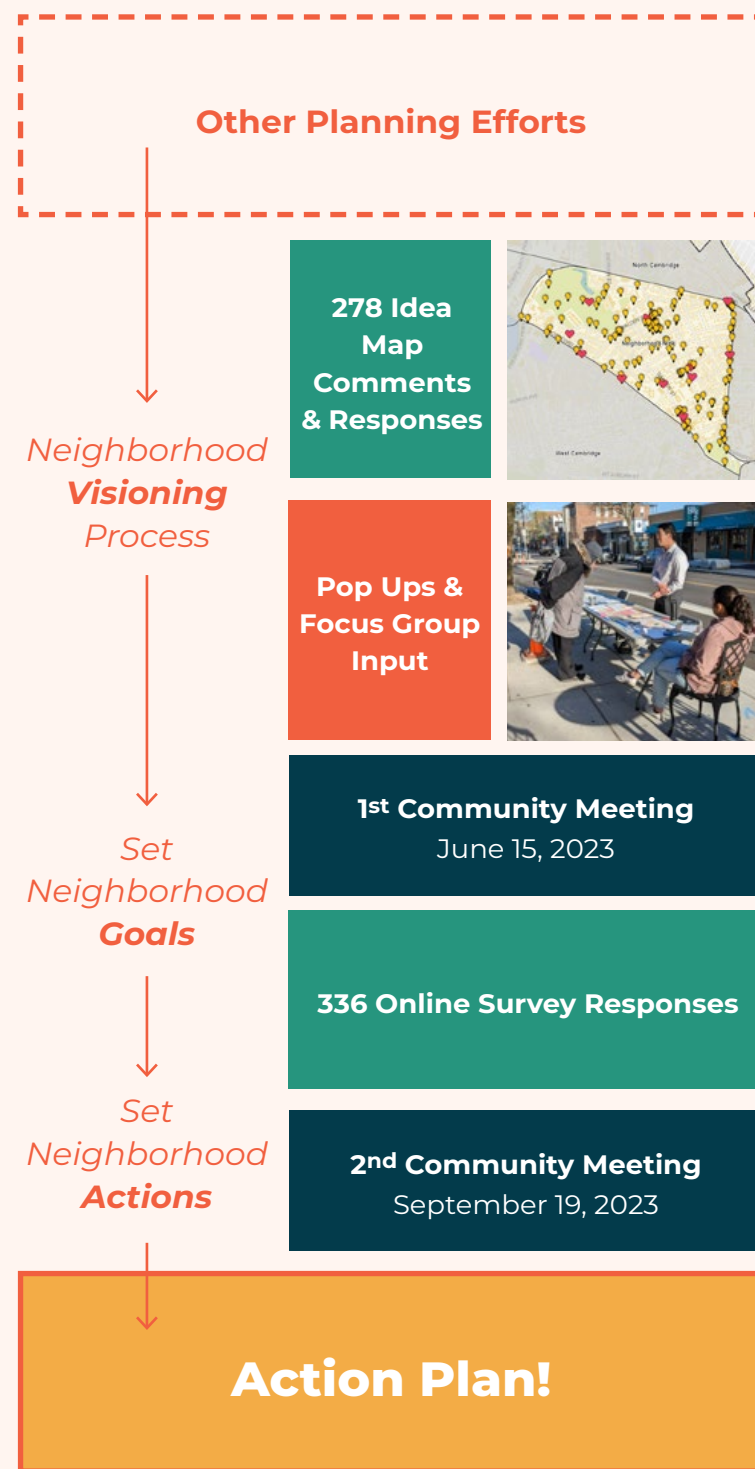 Other Planning Efforts
278 Idea
Map
Comments
& Responses
North Cambridge
West Cambridge
Neighborhood
Visioning
Process
Pop Ups &
Focus Group
Input
1st Community Meeting
June 15, 2023
Set
Neighborhood
Goals
336 Online Survey Responses
Set
Neighborhood
Actions
2nd Community Meeting
September 19, 2023
Action Plan!